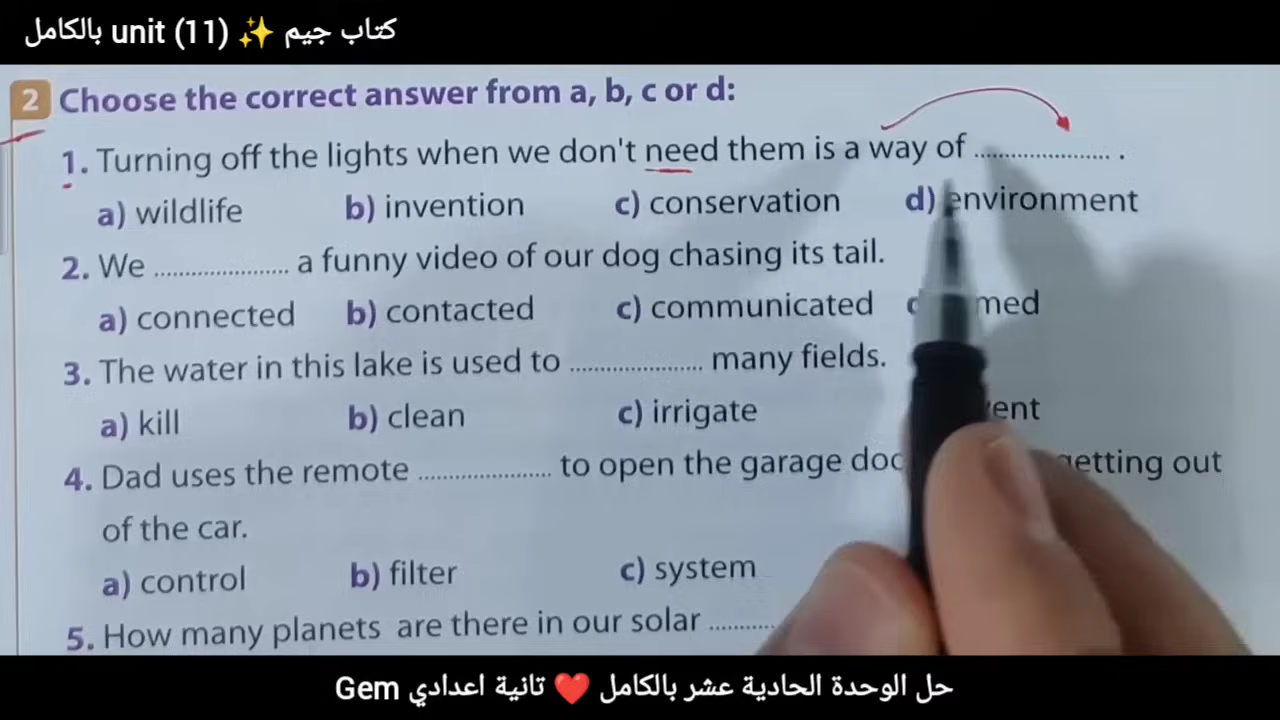 كتاب جيم ✨ unit (11) بالكامل
2 Choose the correct answer from a, b, c or d:
1. Turning off the lights when we don't need them is a way of ..................... .
a) wildlife b) invention c) conservation d) environment
2. We ..................... a funny video of our dog chasing its tail.
a) connected b) contacted c) communicated
3. The water in this lake is used to ..................... many fields.
a) kill b) clean c) irrigate
4. Dad uses the remote ..................... to open the garage getting out
of the car.
a) control b) filter c) system
5. How many planets are there in our solar ...........
حل الوحدة الحادية عشر بالكامل ❤️ تانية اعدادي Gem